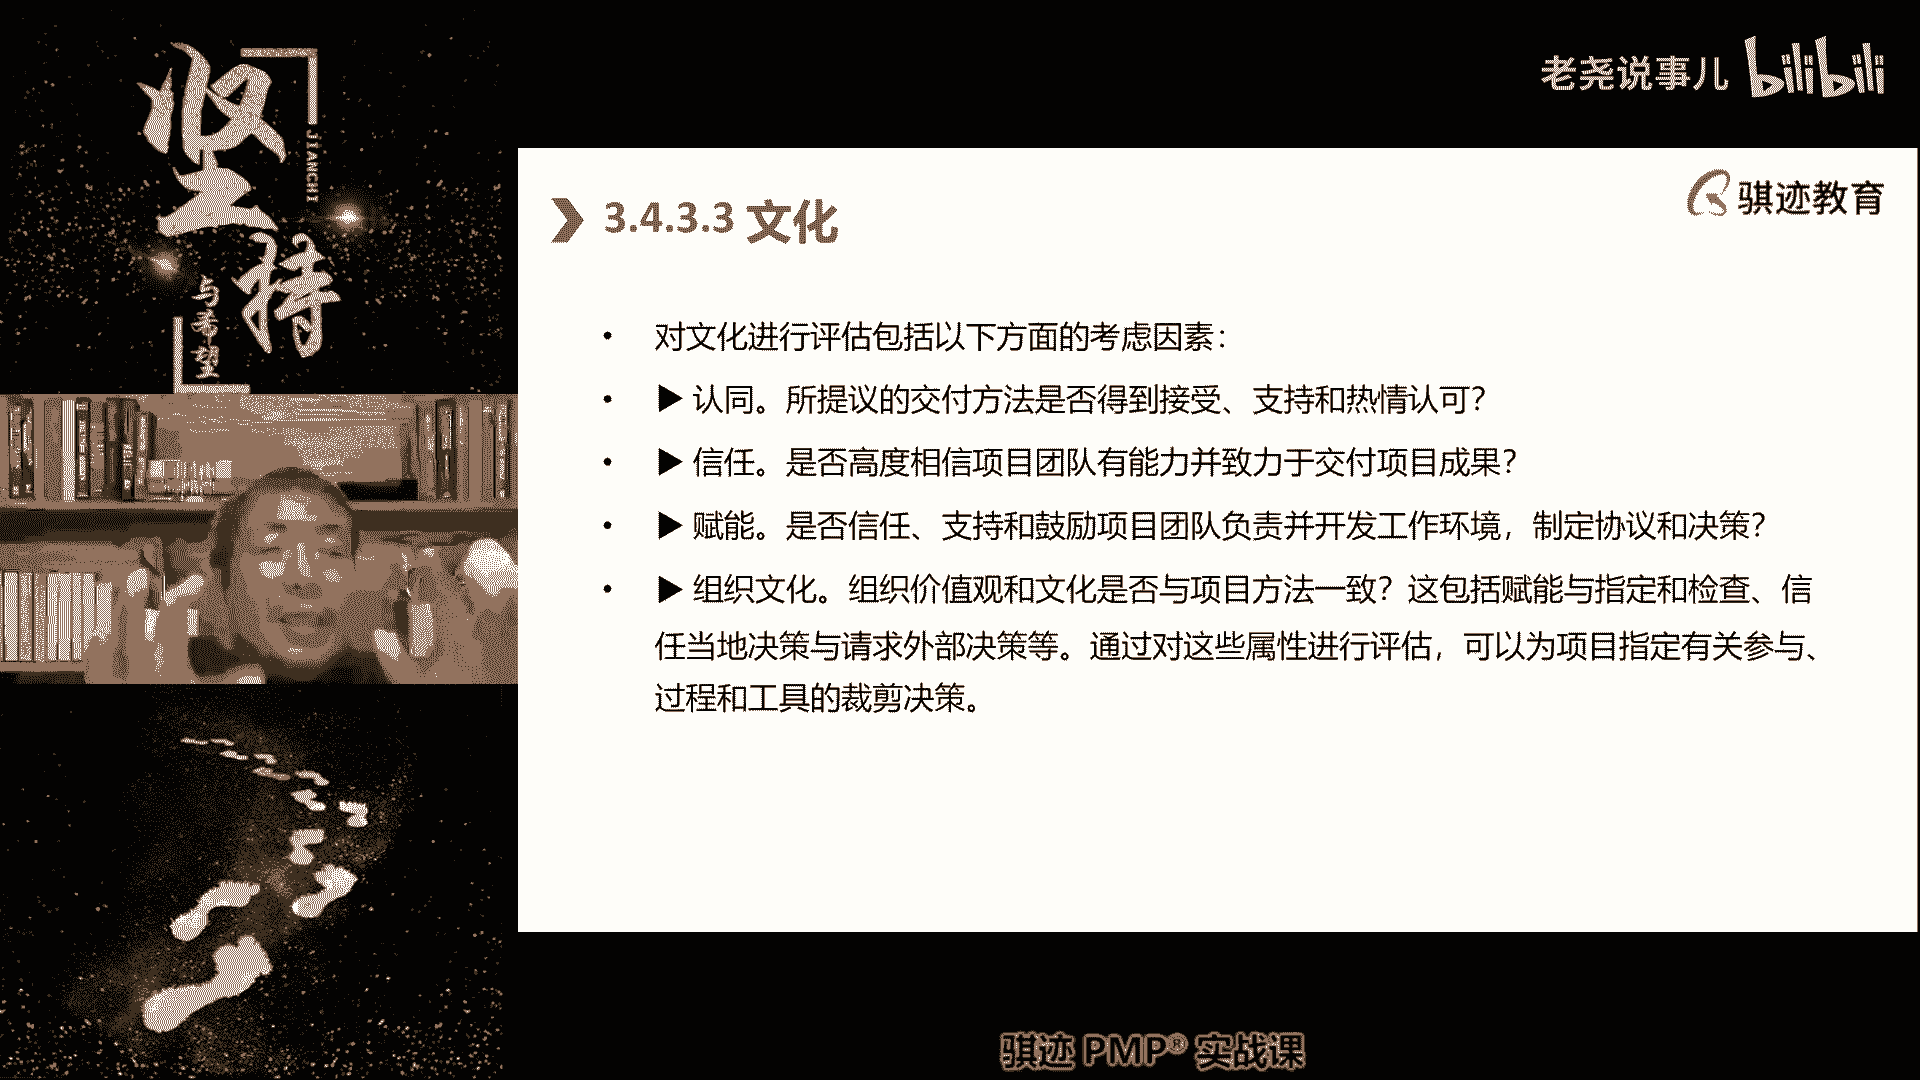 坚
JIANCHI
持
与希望
老尧说事儿 bilibili
骐迹教育
3.4.3.3 文化
• 对文化进行评估包括以下方面的考虑因素：
• ▶ 认同。所提议的交付方法是否得到接受、支持和热情认可？
• ▶ 信任。是否高度相信项目团队有能力并致力于交付项目成果？
• ▶ 赋能。是否信任、支持和鼓励项目团队负责并开发工作环境，制定协议和决策？
• ▶ 组织文化。组织价值观和文化是否与项目方法一致？这包括赋能与指定和检查、信
任当地决策与请求外部决策等。通过对这些属性进行评估，可以为项目指定有关参与、
过程和工具的裁剪决策。
骐迹 PMP® 实战课